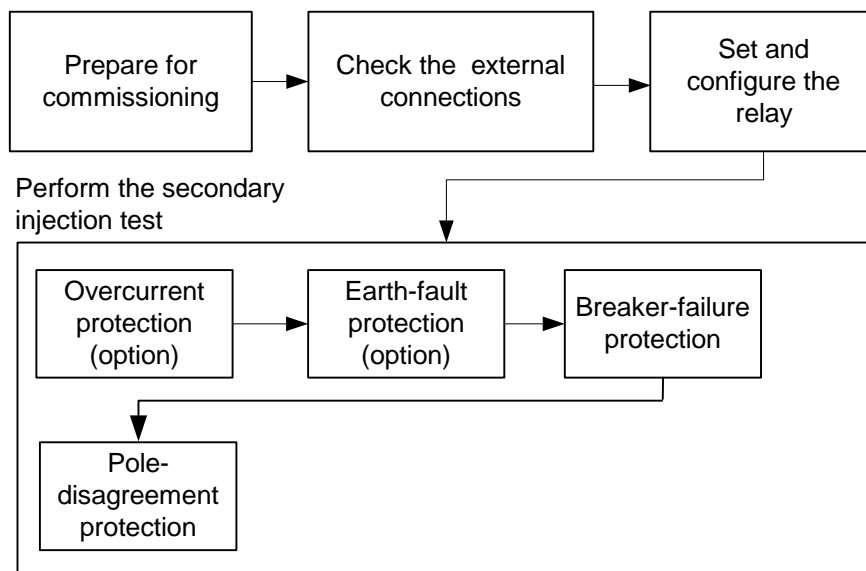 Prepare for
commissioning
Check the external
connections
Set and
configure the
relay
Perform the secondary
injection test
Overcurrent
protection
(option)
Earth-fault
protection
(option)
Breaker-failure
protection
Pole-
disagreement
protection